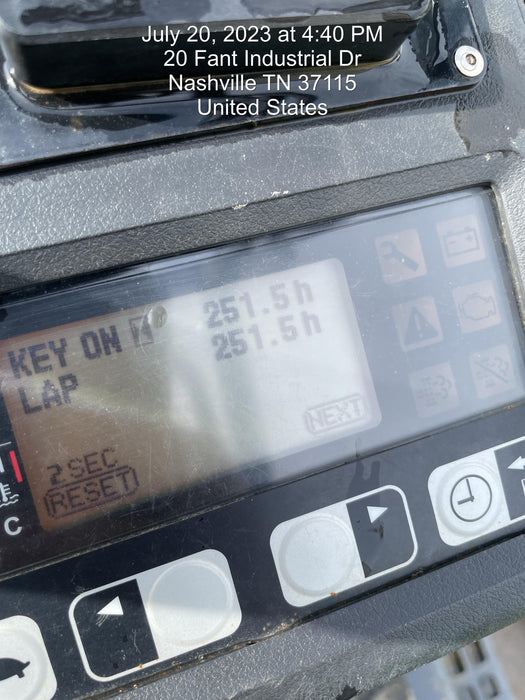 July 20, 2023 at 4:40 PM
20 Fant Industrial Dr
Nashville TN 37115
United States
KEY ON 1 251.5h
LAP 251.5h
NEXT
2SEC
RESET
C